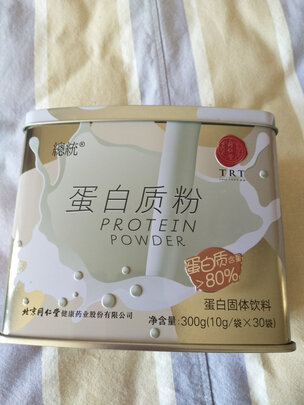 總統®
TRT
蛋白质粉
PROTEIN
POWDER
蛋白质含量
>80%
蛋白固体饮料
北京同仁堂健康药业股份有限公司
净含量:300g(10g/袋×30袋)